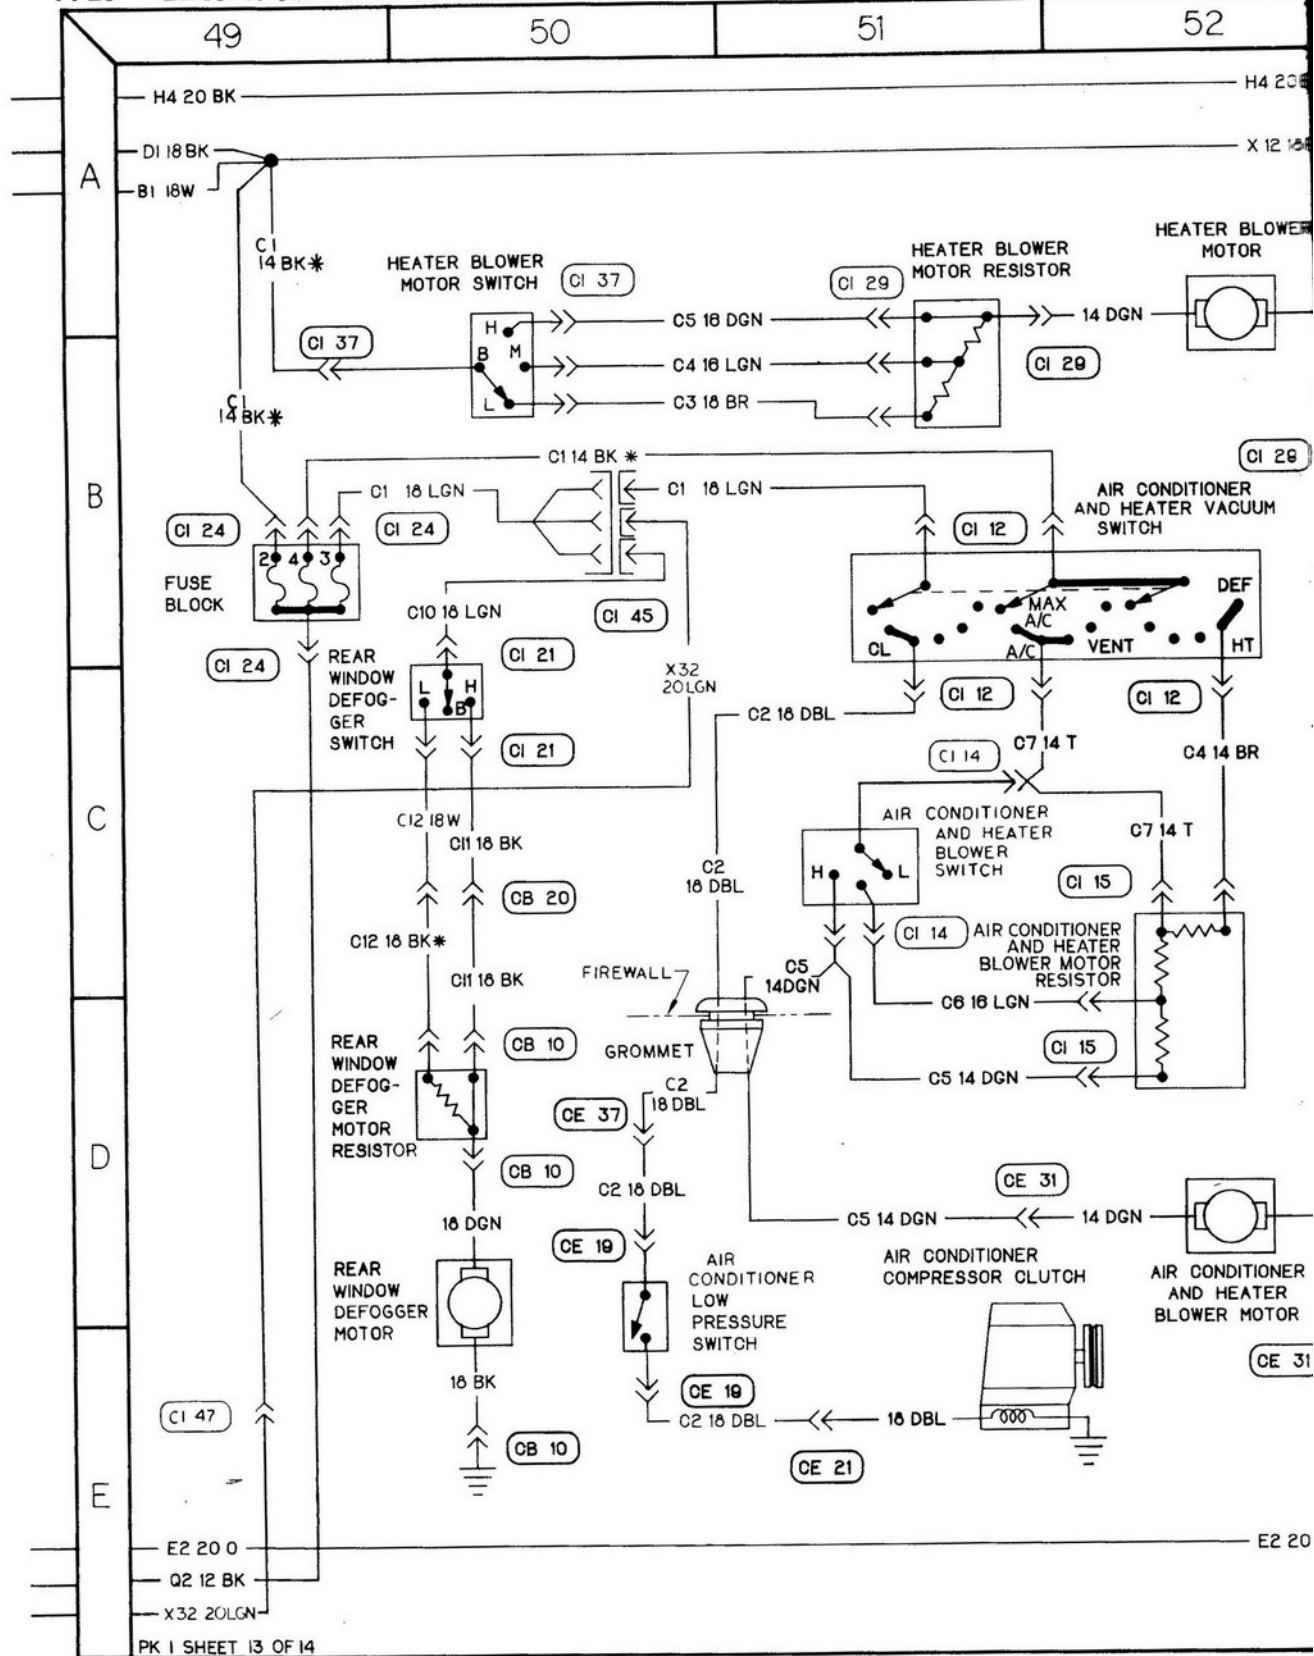 49 50 51 52
A
B
C
D
E
H4 20 BK
D1 18 BK
B1 18W
C1
14 BK*
HEATER BLOWER
MOTOR SWITCH
CI 37
CI 29
HEATER BLOWER
MOTOR RESISTOR
HEATER BLOWER
MOTOR
C5 18 DGN
14 DGN
CI 37
H
B
M
L
C4 16 LGN
CI 29
C3 18 BR
C1
14 BK*
C1 14 BK *
CI 28
C1 18 LGN
C1 18 LGN
AIR CONDITIONER
AND HEATER VACUUM
SWITCH
CI 24
CI 24
CI 12
2 4 3
FUSE
BLOCK
C10 18 LGN
CI 45
MAX
A/C
DEF
CL
A/C
VENT
HT
CI 24
REAR
WINDOW
DEFOG-
GER
SWITCH
CI 21
L
H
B
X32
20LGN
CI 12
CI 12
C2 18 DBL
CI 21
CI 14
C7 14 T
C4 14 BR
C12 18W
C11 18 BK
AIR CONDITIONER
AND HEATER
BLOWER
SWITCH
C7 14 T
C2
18 DBL
H
L
CI 15
CB 20
C12 18 BK*
C11 18 BK
CI 14
AIR CONDITIONER
AND HEATER
BLOWER MOTOR
RESISTOR
FIREWALL
C5
14DGN
C6 16 LGN
GROMMET
REAR
WINDOW
DEFOG-
GER
MOTOR
RESISTOR
CB 10
CI 15
C5 14 DGN
C2
18 DBL
CE 37
CB 10
C2 18 DBL
CE 31
18 DGN
C5 14 DGN
14 DGN
CE 19
REAR
WINDOW
DEFOGGER
MOTOR
AIR
CONDITIONER
LOW
PRESSURE
SWITCH
AIR CONDITIONER
COMPRESSOR CLUTCH
AIR CONDITIONER
AND HEATER
BLOWER MOTOR
CE 31
18 BK
CI 47
CE 19
C2 18 DBL
18 DBL
CB 10
CE 21
E2 20 O
E2 20
Q2 12 BK
X32 20LGN
PK 1 SHEET 13 OF 14